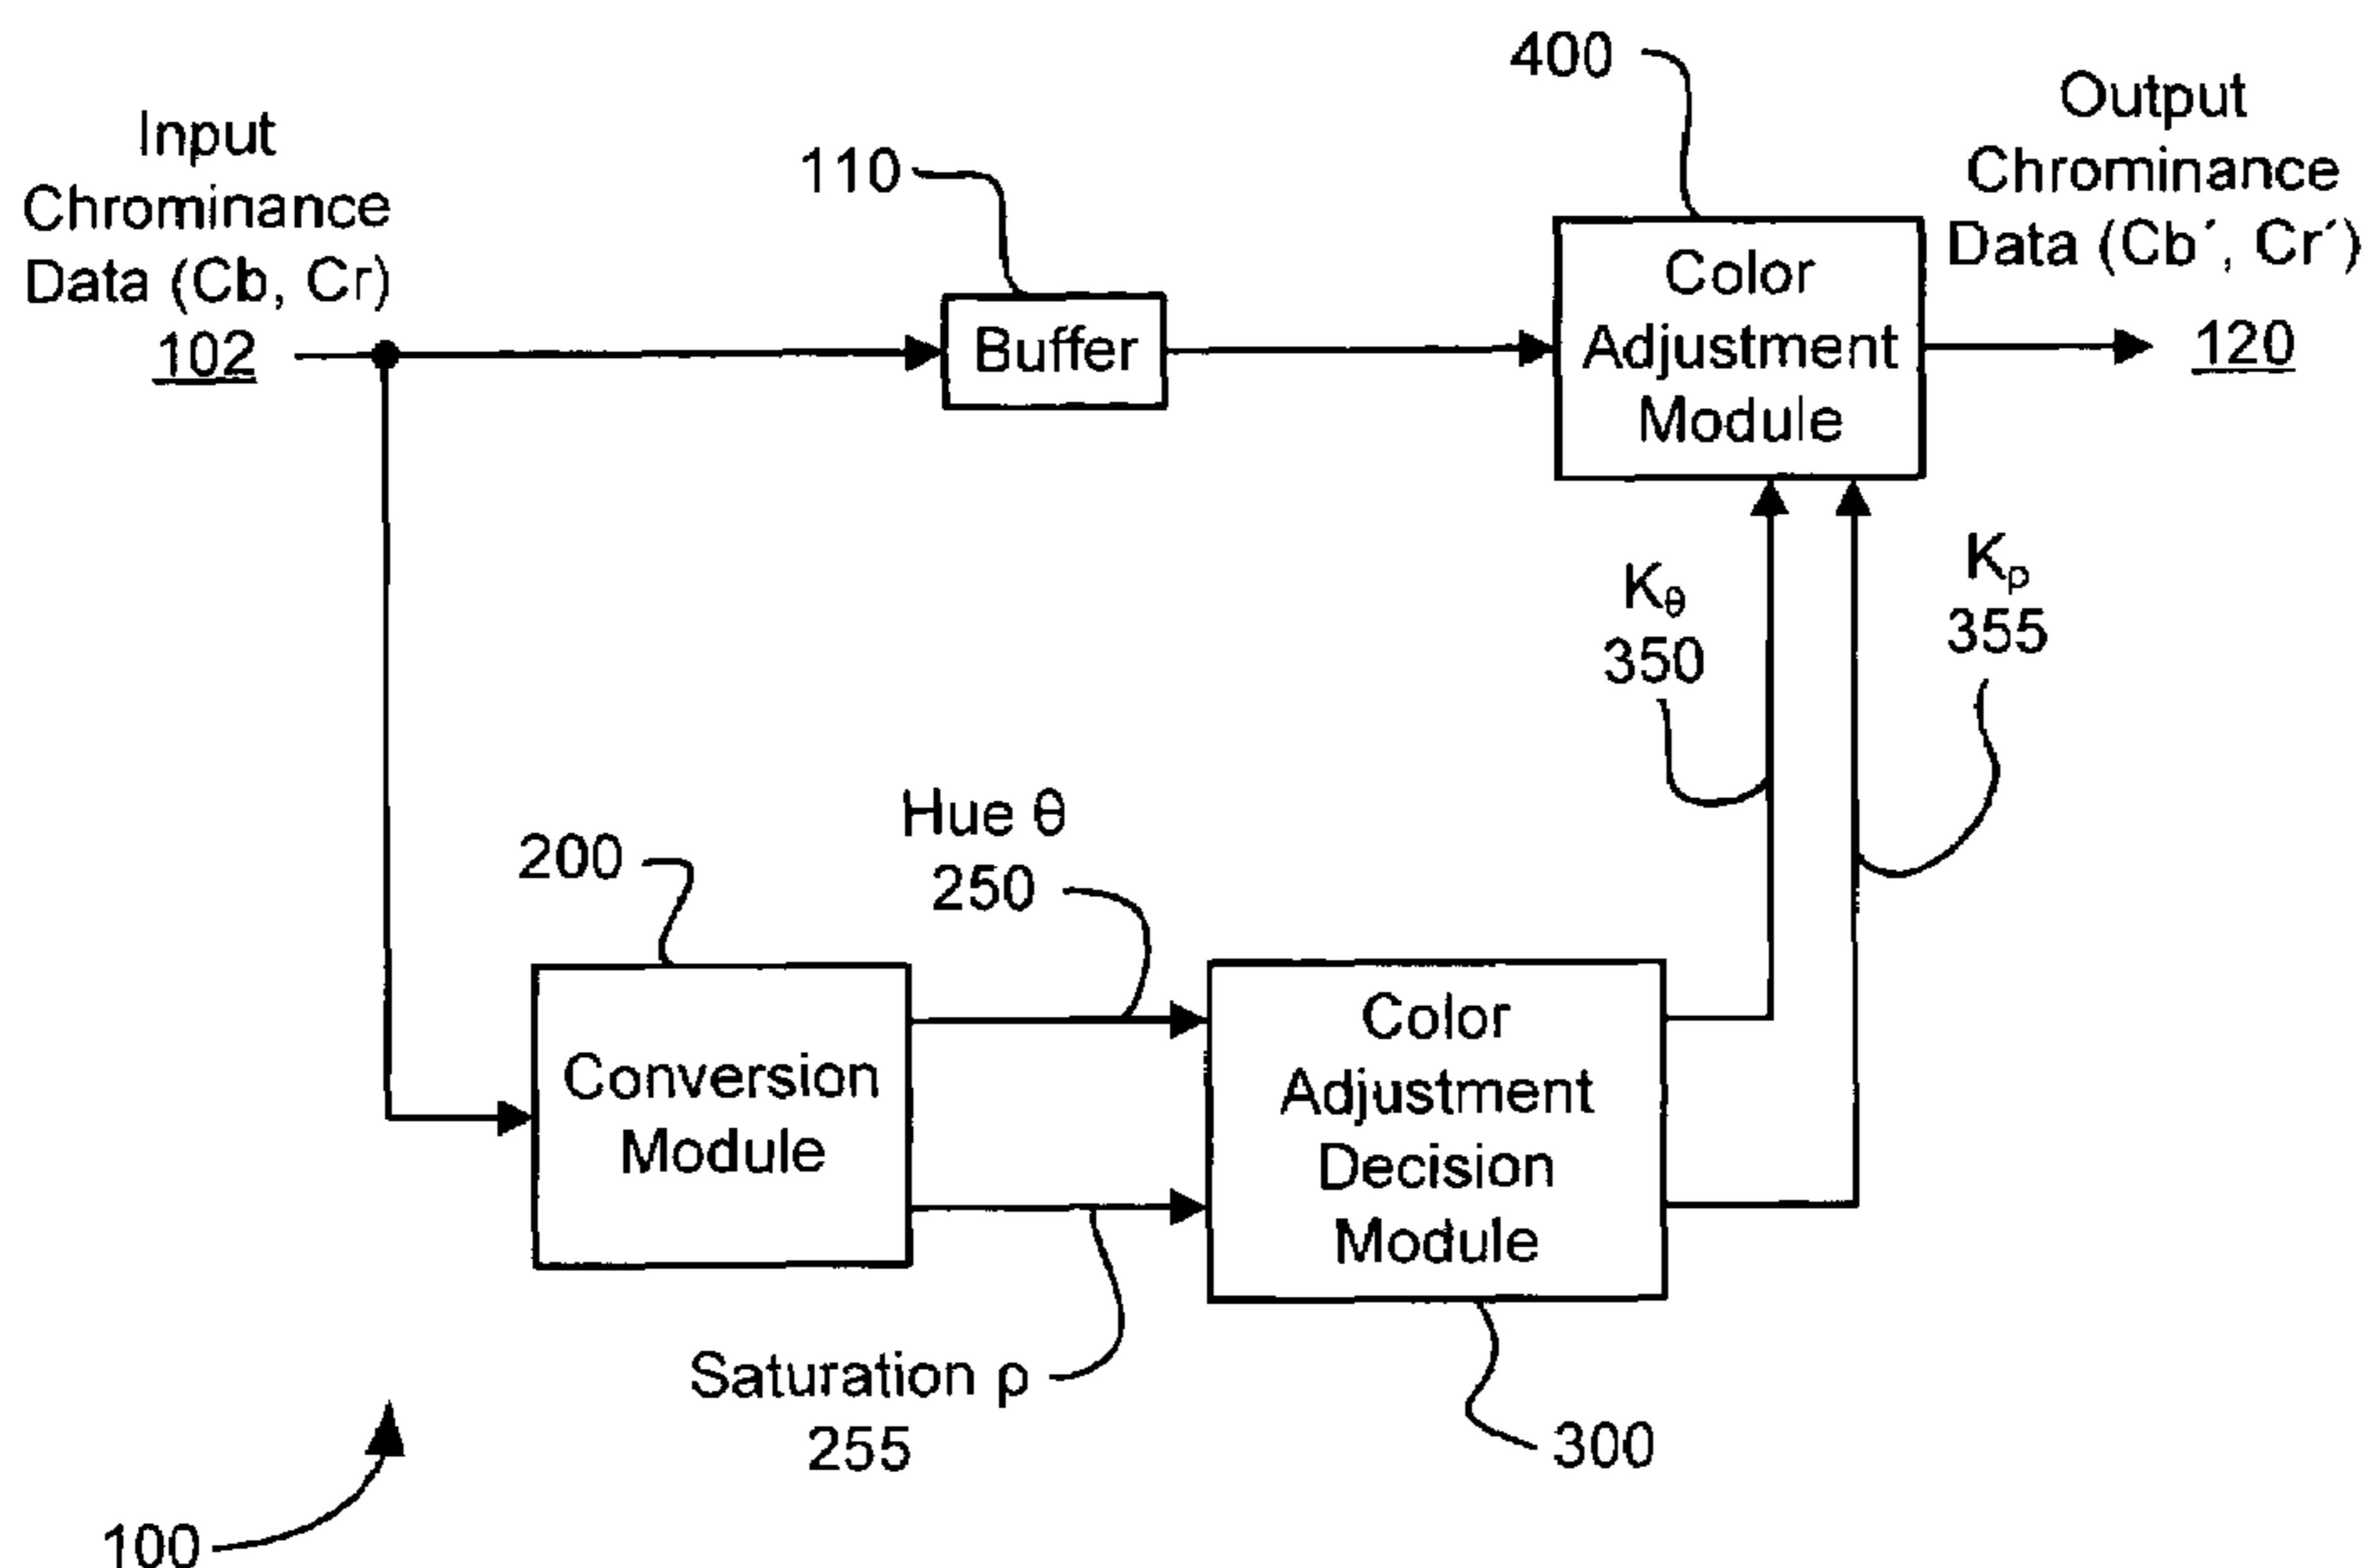 400
Output
Chrominance
Data (Cb´, Cr´)
120
Input
Chrominance
Data (Cb, Cr)
102
110
Buffer
Color
Adjustment
Module
Kθ
350
Kρ
355
Hue θ
250
200
Conversion
Module
Color
Adjustment
Decision
Module
Saturation ρ
255
300
100